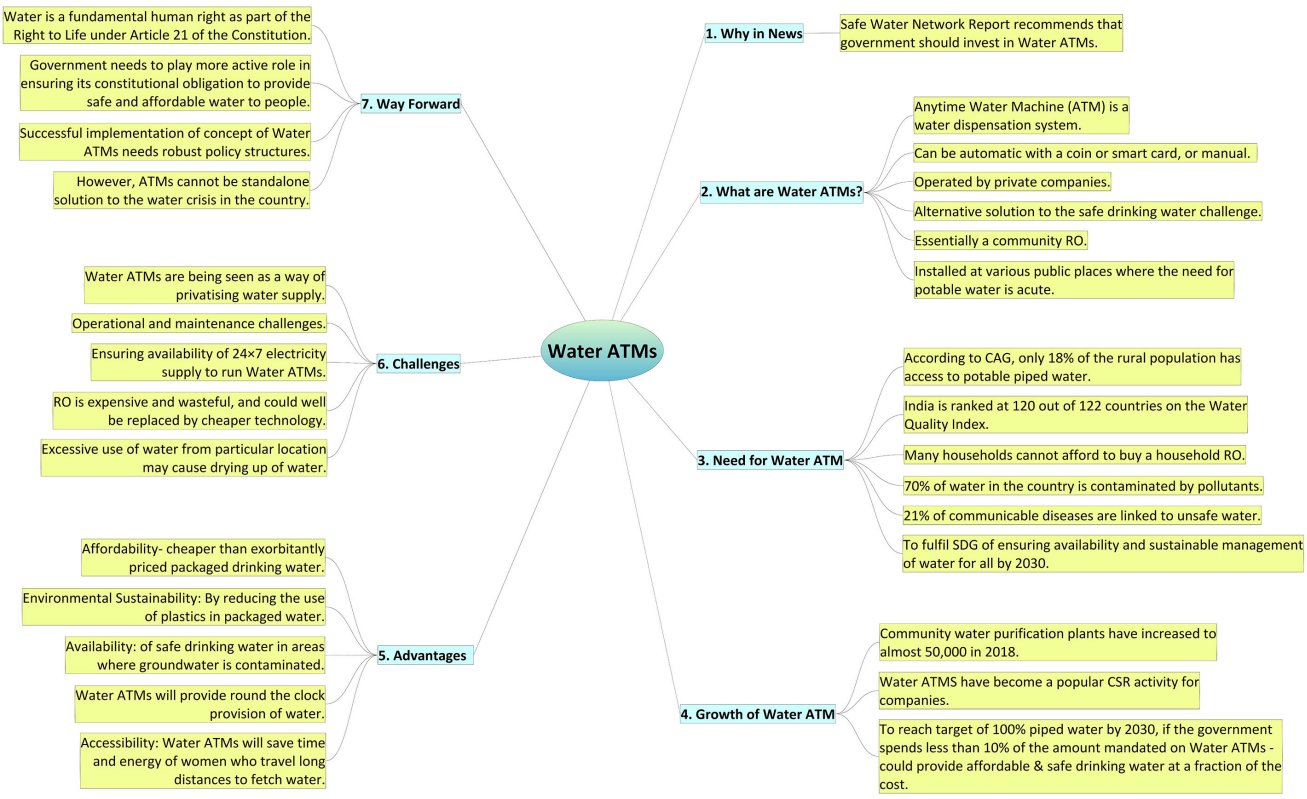 Water ATMs
1. Why in News
Safe Water Network Report recommends that
government should invest in Water ATMs.
2. What are Water ATMs?
Anytime Water Machine (ATM) is a
water dispensation system.
Can be automatic with a coin or smart card, or manual.
Operated by private companies.
Alternative solution to the safe drinking water challenge.
Essentially a community RO.
Installed at various public places where the need for
potable water is acute.
3. Need for Water ATM
According to CAG, only 18% of the rural population has
access to potable piped water.
India is ranked at 120 out of 122 countries on the Water
Quality Index.
Many households cannot afford to buy a household RO.
70% of water in the country is contaminated by pollutants.
21% of communicable diseases are linked to unsafe water.
To fulfil SDG of ensuring availability and sustainable management
of water for all by 2030.
4. Growth of Water ATM
Community water purification plants have increased to
almost 50,000 in 2018.
Water ATMS have become a popular CSR activity for
companies.
To reach target of 100% piped water by 2030, if the government
spends less than 10% of the amount mandated on Water ATMs -
could provide affordable & safe drinking water at a fraction of the
cost.
5. Advantages
Affordability- cheaper than exorbitantly
priced packaged drinking water.
Environmental Sustainability: By reducing the use
of plastics in packaged water.
Availability: of safe drinking water in areas
where groundwater is contaminated.
Water ATMs will provide round the clock
provision of water.
Accessibility: Water ATMs will save time
and energy of women who travel long
distances to fetch water.
6. Challenges
Water ATMs are being seen as a way of
privatising water supply.
Operational and maintenance challenges.
Ensuring availability of 24×7 electricity
supply to run Water ATMs.
RO is expensive and wasteful, and could well
be replaced by cheaper technology.
Excessive use of water from particular location
may cause drying up of water.
7. Way Forward
Water is a fundamental human right as part of the
Right to Life under Article 21 of the Constitution.
Government needs to play more active role in
ensuring its constitutional obligation to provide
safe and affordable water to people.
Successful implementation of concept of Water
ATMs needs robust policy structures.
However, ATMs cannot be standalone
solution to the water crisis in the country.